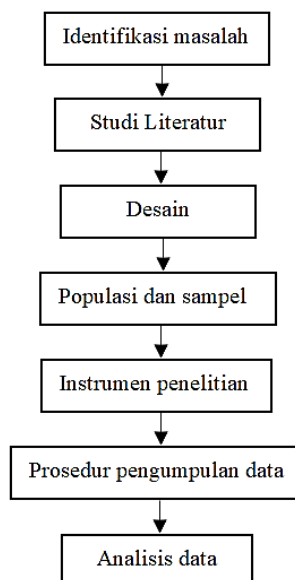 Identifikasi masalah
Studi Literatur
Desain
Populasi dan sampel
Instrumen penelitian
Prosedur pengumpulan data
Analisis data